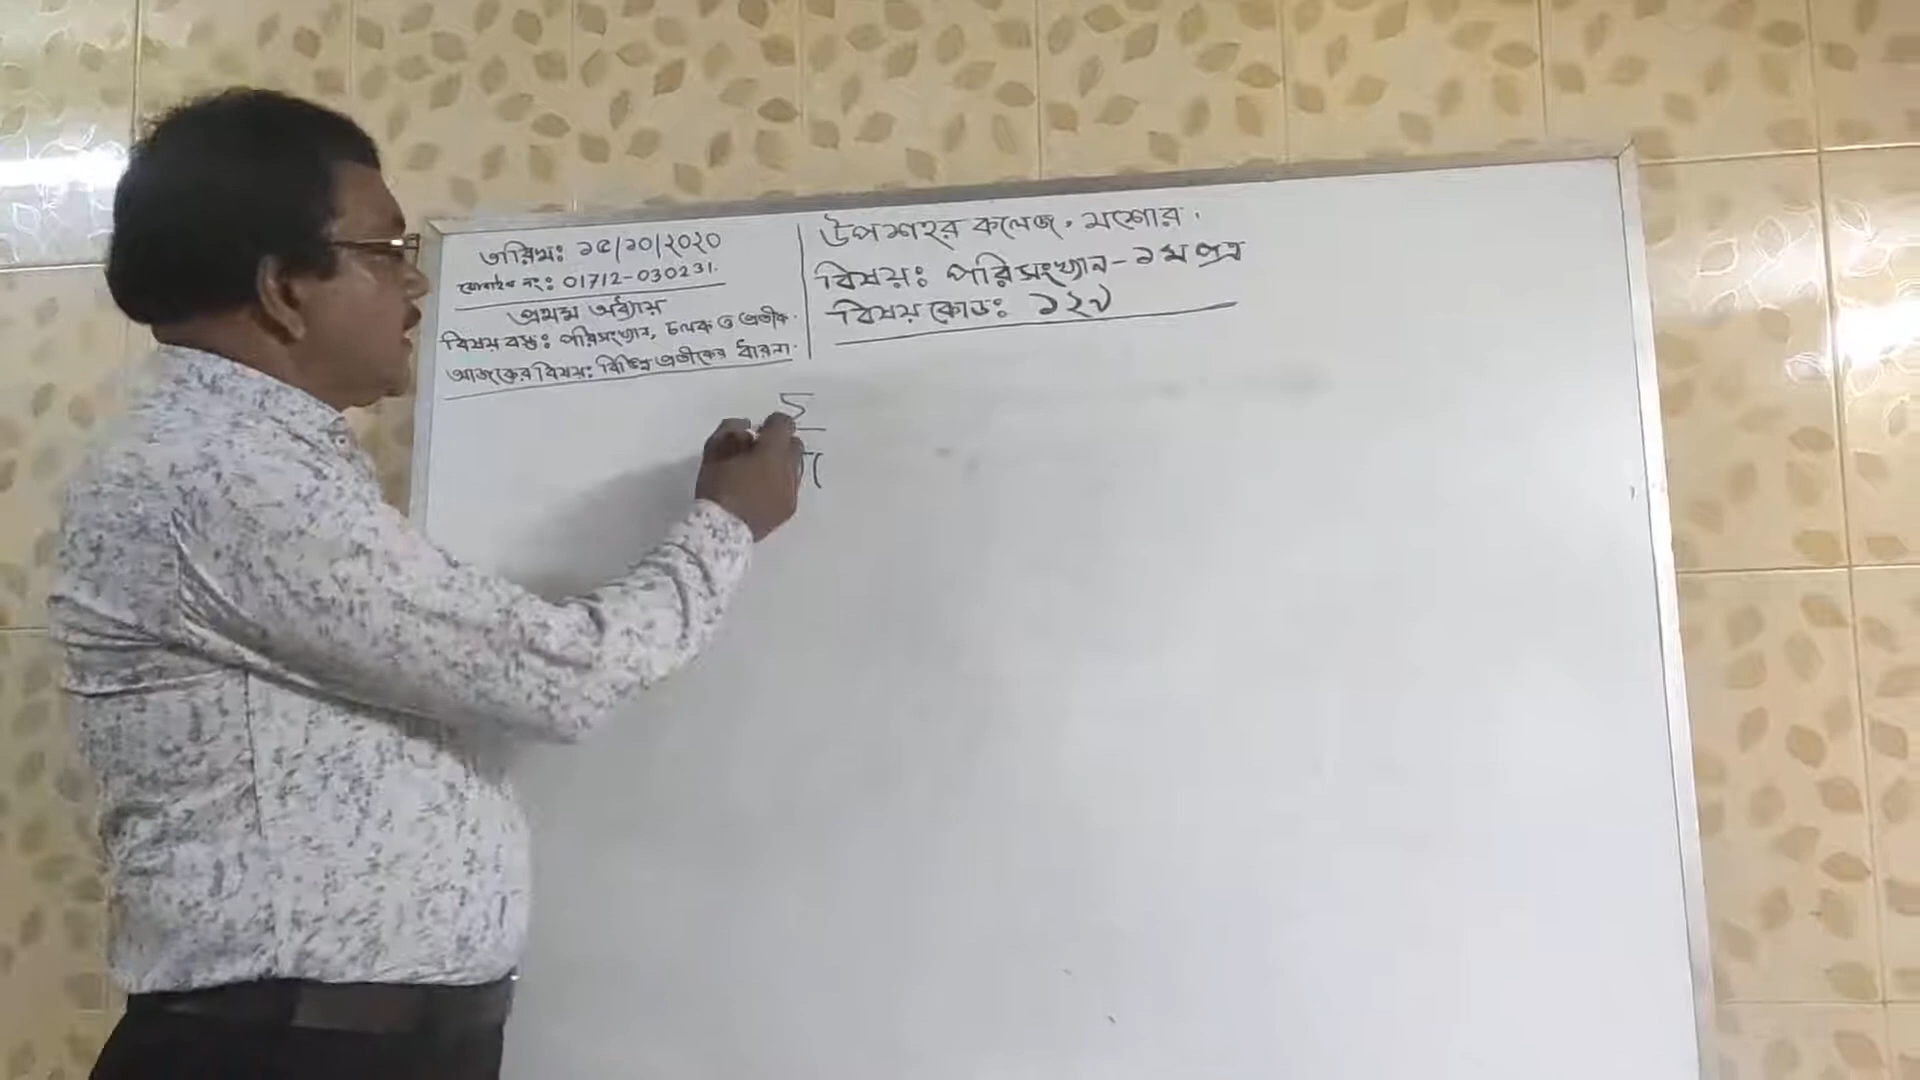 তারিখঃ ১৫/১০/২০২০
মোবাইল নং: 01712-030231.
প্রথম অধ্যায়
বিষয় বস্তু: পরিসংখ্যান, চলক ও প্রতীক.
আজকের বিষয়: বিভিন্ন প্রতীকের ধারনা.
উপশহর কলেজ, যশোর.
বিষয়ঃ পরিসংখ্যান-১ম পত্র
বিষয় কোডঃ ১২৯
Σ
π